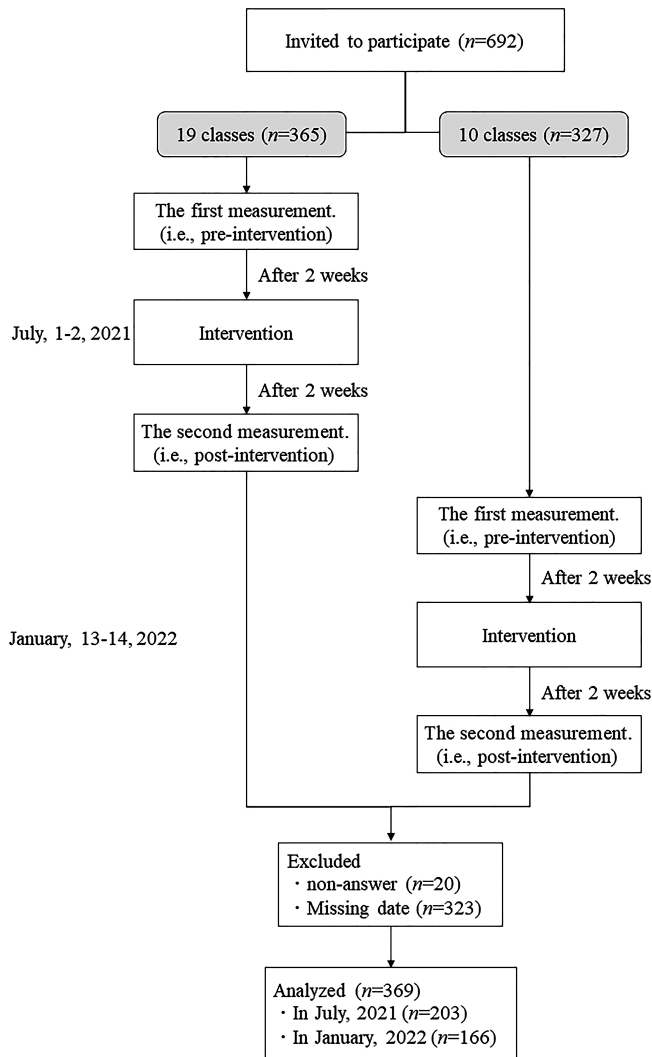 Invited to participate (n=692)
19 classes (n=365)
10 classes (n=327)
The first measurement.
(i.e., pre-intervention)
After 2 weeks
July, 1-2, 2021
Intervention
After 2 weeks
The second measurement.
(i.e., post-intervention)
The first measurement.
(i.e., pre-intervention)
After 2 weeks
January, 13-14, 2022
Intervention
After 2 weeks
The second measurement.
(i.e., post-intervention)
Excluded
・non-answer (n=20)
・Missing date (n=323)
Analyzed (n=369)
・In July, 2021 (n=203)
・In January, 2022 (n=166)